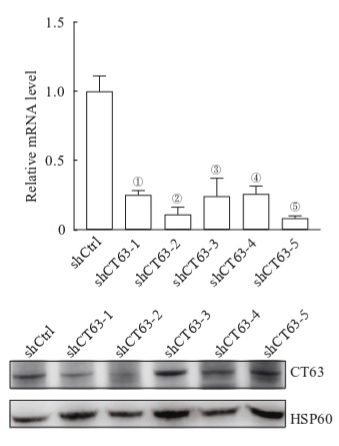 1.5
1.0
0.5
0
Relative mRNA level
① ② ③ ④ ⑤
shCtrl shCT63-1 shCT63-2 shCT63-3 shCT63-4 shCT63-5
shCtrl shCT63-1 shCT63-2 shCT63-3 shCT63-4 shCT63-5
CT63
HSP60